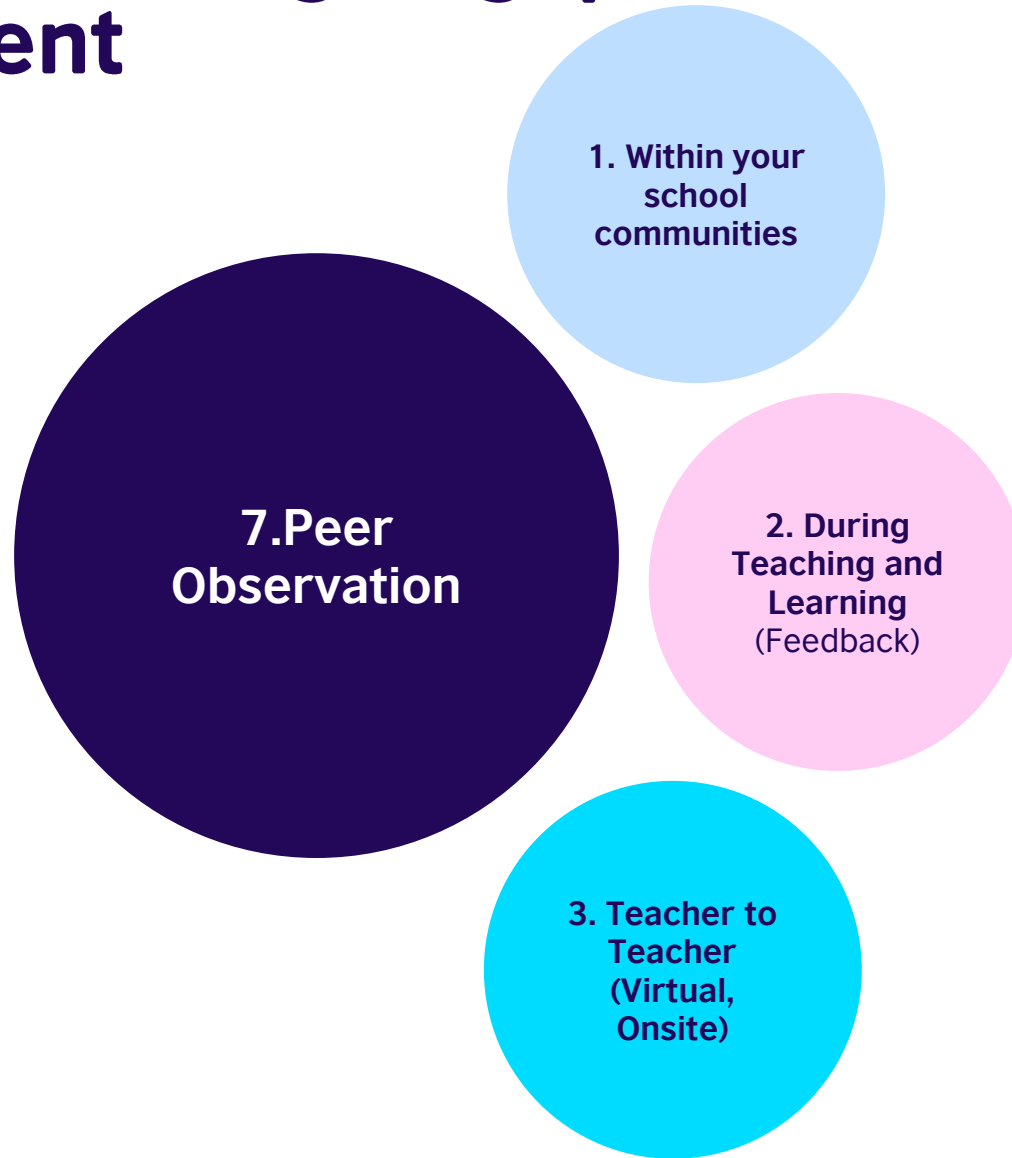 ent
1. Within your
school
communities
7.Peer
Observation
2. During
Teaching and
Learning
(Feedback)
3. Teacher to
Teacher
(Virtual,
Onsite)